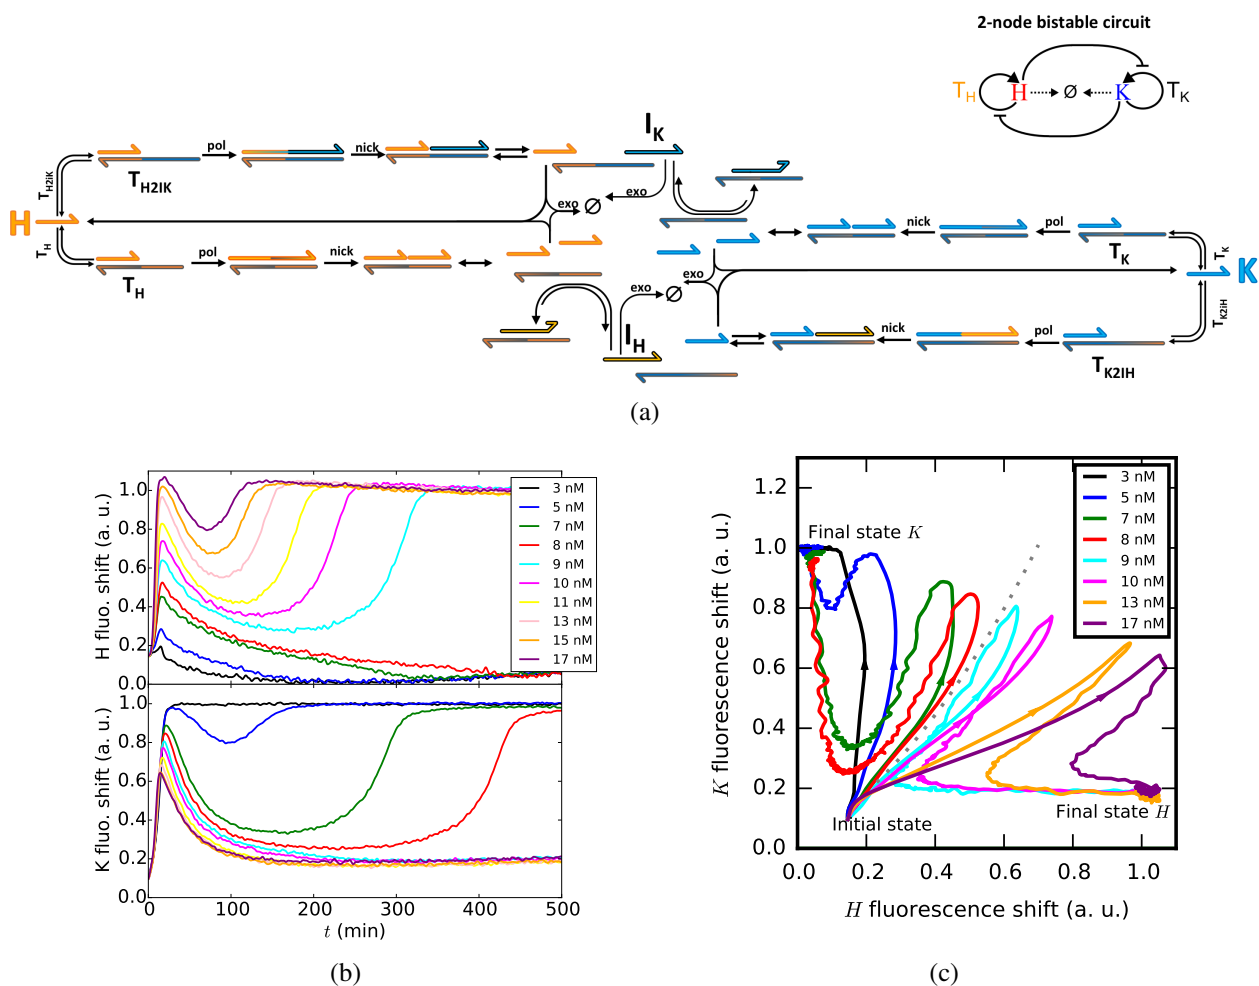 2-node bistable circuit
T_H H ∅ K T_K
I_K
pol nick
T_H2IK
T_H2iK
exo
exo ∅
H
T_H
pol nick
T_H
nick pol
T_K
T_K
K
exo
∅ exo
T_K2iH
I_H
nick pol
T_K2IH
(a)
H fluo. shift (a. u.)
1.0
0.8
0.6
0.4
0.2
0.0
3 nM
5 nM
7 nM
8 nM
9 nM
10 nM
11 nM
13 nM
15 nM
17 nM
K fluo. shift (a. u.)
1.0
0.8
0.6
0.4
0.2
0.0
0 100 200 300 400 500
t (min)
(b)
K fluorescence shift (a. u.)
1.2
1.0
0.8
0.6
0.4
0.2
0.0
3 nM
5 nM
7 nM
8 nM
9 nM
10 nM
13 nM
17 nM
Final state K
Final state H
Initial state
0.0 0.2 0.4 0.6 0.8 1.0
H fluorescence shift (a. u.)
(c)